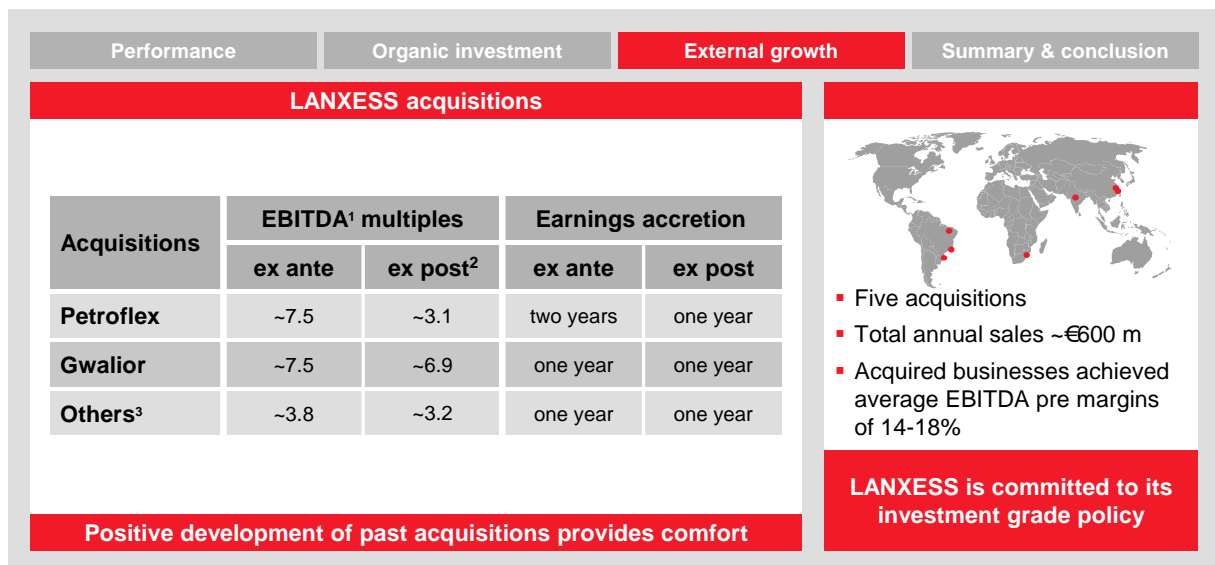 Performance
Organic investment
External growth
Summary & conclusion
LANXESS acquisitions
Acquisitions
EBITDA¹ multiples
Earnings accretion
ex ante
ex post²
ex ante
ex post
Petroflex
~7.5
~3.1
two years
one year
Gwalior
~7.5
~6.9
one year
one year
Others³
~3.8
~3.2
one year
one year
Positive development of past acquisitions provides comfort
▪ Five acquisitions
▪ Total annual sales ~€600 m
▪ Acquired businesses achieved
average EBITDA pre margins
of 14-18%
LANXESS is committed to its
investment grade policy